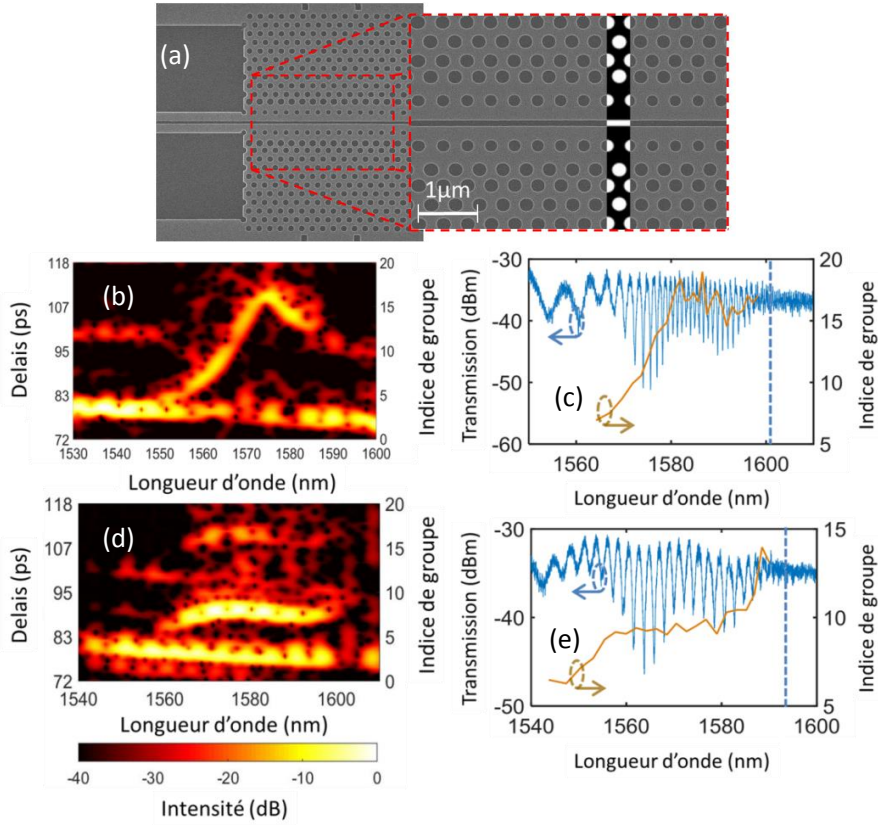 (a)
1µm
118
107
95
83
72
Delais (ps)
(b)
20
15
10
5
0
Indice de groupe
1530 1540 1550 1560 1570 1580 1590 1600
Longueur d'onde (nm)
-30
-40
-50
-60
Transmission (dBm)
(c)
20
15
10
5
Indice de groupe
1560 1580 1600
Longueur d'onde (nm)
118
107
95
83
72
Delais (ps)
(d)
20
15
10
5
0
Indice de groupe
1540 1560 1580 1600
Longueur d'onde (nm)
-40 -30 -20 -10 0
Intensité (dB)
-30
-40
-50
Transmission (dBm)
(e)
15
10
5
Indice de groupe
1540 1560 1580 1600
Longueur d'onde (nm)